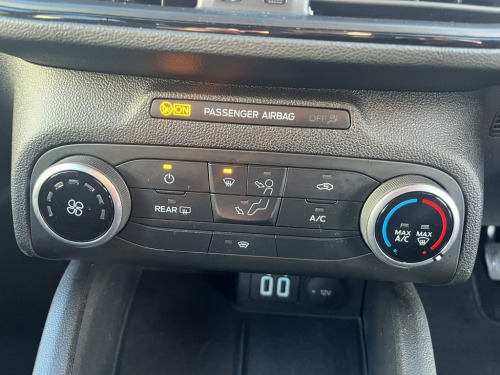 ON PASSENGER AIRBAG OFF
REAR
A/C
MAX A/C MAX
12V